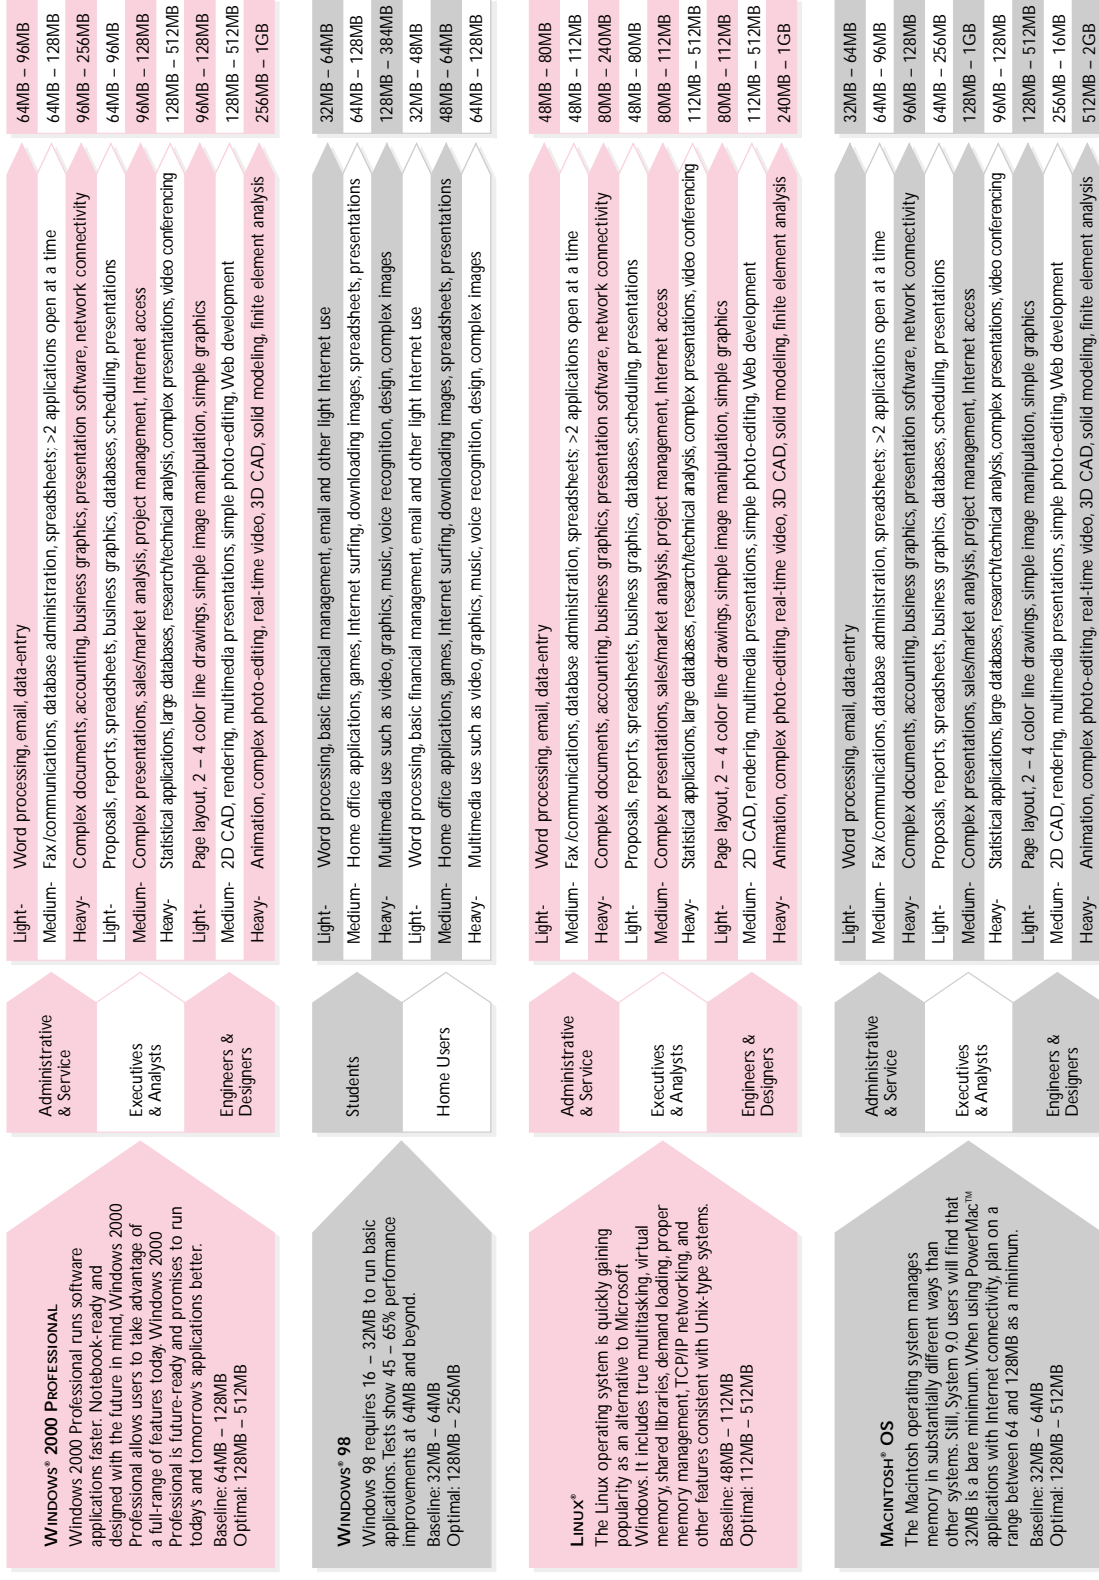 WINDOWS® 2000 PROFESSIONAL
Windows 2000 Professional runs software
applications faster. Notebook-ready and
designed with the future in mind, Windows 2000
Professional allows users to take advantage of
a full-range of features today. Windows 2000
Professional is future-ready and promises to run
today's and tomorrow's applications better.
Baseline: 64MB – 128MB
Optimal: 128MB – 512MB
Administrative
& Service
Light- Word processing, email, data-entry 64MB – 96MB
Medium- Fax/communications, database administration, spreadsheets; >2 applications open at a time 64MB – 128MB
Heavy- Complex documents, accounting, business graphics, presentation software, network connectivity 96MB – 256MB
Executives
& Analysts
Light- Proposals, reports, spreadsheets, business graphics, databases, scheduling, presentations 64MB – 96MB
Medium- Complex presentations, sales/market analysis, project management, Internet access 96MB – 128MB
Heavy- Statistical applications, large databases, research/technical analysis, complex presentations, video conferencing 128MB – 512MB
Engineers &
Designers
Light- Page layout, 2 – 4 color line drawings, simple image manipulation, simple graphics 96MB – 128MB
Medium- 2D CAD, rendering, multimedia presentations, simple photo-editing, Web development 128MB – 512MB
Heavy- Animation, complex photo-editing, real-time video, 3D CAD, solid modeling, finite element analysis 256MB – 1GB
WINDOWS® 98
Windows 98 requires 16 – 32MB to run basic
applications. Tests show 45 – 65% performance
improvements at 64MB and beyond.
Baseline: 32MB – 64MB
Optimal: 128MB – 256MB
Students
Light- Word processing, basic financial management, email and other light Internet use 32MB – 64MB
Medium- Home office applications, games, Internet surfing, downloading images, spreadsheets, presentations 64MB – 128MB
Heavy- Multimedia use such as video, graphics, music, voice recognition, design, complex images 128MB – 384MB
Home Users
Light- Word processing, basic financial management, email and other light Internet use 32MB – 48MB
Medium- Home office applications, games, Internet surfing, downloading images, spreadsheets, presentations 48MB – 64MB
Heavy- Multimedia use such as video, graphics, music, voice recognition, design, complex images 64MB – 128MB
LINUX®
The Linux operating system is quickly gaining
popularity as an alternative to Microsoft
Windows. It includes true multitasking, virtual
memory, shared libraries, demand loading, proper
memory management, TCP/IP networking, and
other features consistent with Unix-type systems.
Baseline: 48MB – 112MB
Optimal: 112MB – 512MB
Administrative
& Service
Light- Word processing, email, data-entry 48MB – 80MB
Medium- Fax/communications, database administration, spreadsheets; >2 applications open at a time 48MB – 112MB
Heavy- Complex documents, accounting, business graphics, presentation software, network connectivity 80MB – 240MB
Executives
& Analysts
Light- Proposals, reports, spreadsheets, business graphics, databases, scheduling, presentations 48MB – 80MB
Medium- Complex presentations, sales/market analysis, project management, Internet access 80MB – 112MB
Heavy- Statistical applications, large databases, research/technical analysis, complex presentations, video conferencing 112MB – 512MB
Engineers &
Designers
Light- Page layout, 2 – 4 color line drawings, simple image manipulation, simple graphics 80MB – 112MB
Medium- 2D CAD, rendering, multimedia presentations, simple photo-editing, Web development 112MB – 512MB
Heavy- Animation, complex photo-editing, real-time video, 3D CAD, solid modeling, finite element analysis 240MB – 1GB
MACINTOSH® OS
The Macintosh operating system manages
memory in substantially different ways than
other systems. Still, System 9.0 users will find that
32MB is a bare minimum. When using PowerMac™
applications with Internet connectivity, plan on a
range between 64 and 128MB as a minimum.
Baseline: 32MB – 64MB
Optimal: 128MB – 512MB
Administrative
& Service
Light- Word processing, email, data-entry 32MB – 64MB
Medium- Fax/communications, database administration, spreadsheets; >2 applications open at a time 64MB – 96MB
Heavy- Complex documents, accounting, business graphics, presentation software, network connectivity 96MB – 128MB
Executives
& Analysts
Light- Proposals, reports, spreadsheets, business graphics, databases, scheduling, presentations 64MB – 256MB
Medium- Complex presentations, sales/market analysis, project management, Internet access 128MB – 1GB
Heavy- Statistical applications, large databases, research/technical analysis, complex presentations, video conferencing 96MB – 128MB
Engineers &
Designers
Light- Page layout, 2 – 4 color line drawings, simple image manipulation, simple graphics 128MB – 512MB
Medium- 2D CAD, rendering, multimedia presentations, simple photo-editing, Web development 256MB – 16MB
Heavy- Animation, complex photo-editing, real-time video, 3D CAD, solid modeling, finite element analysis 512MB – 2GB